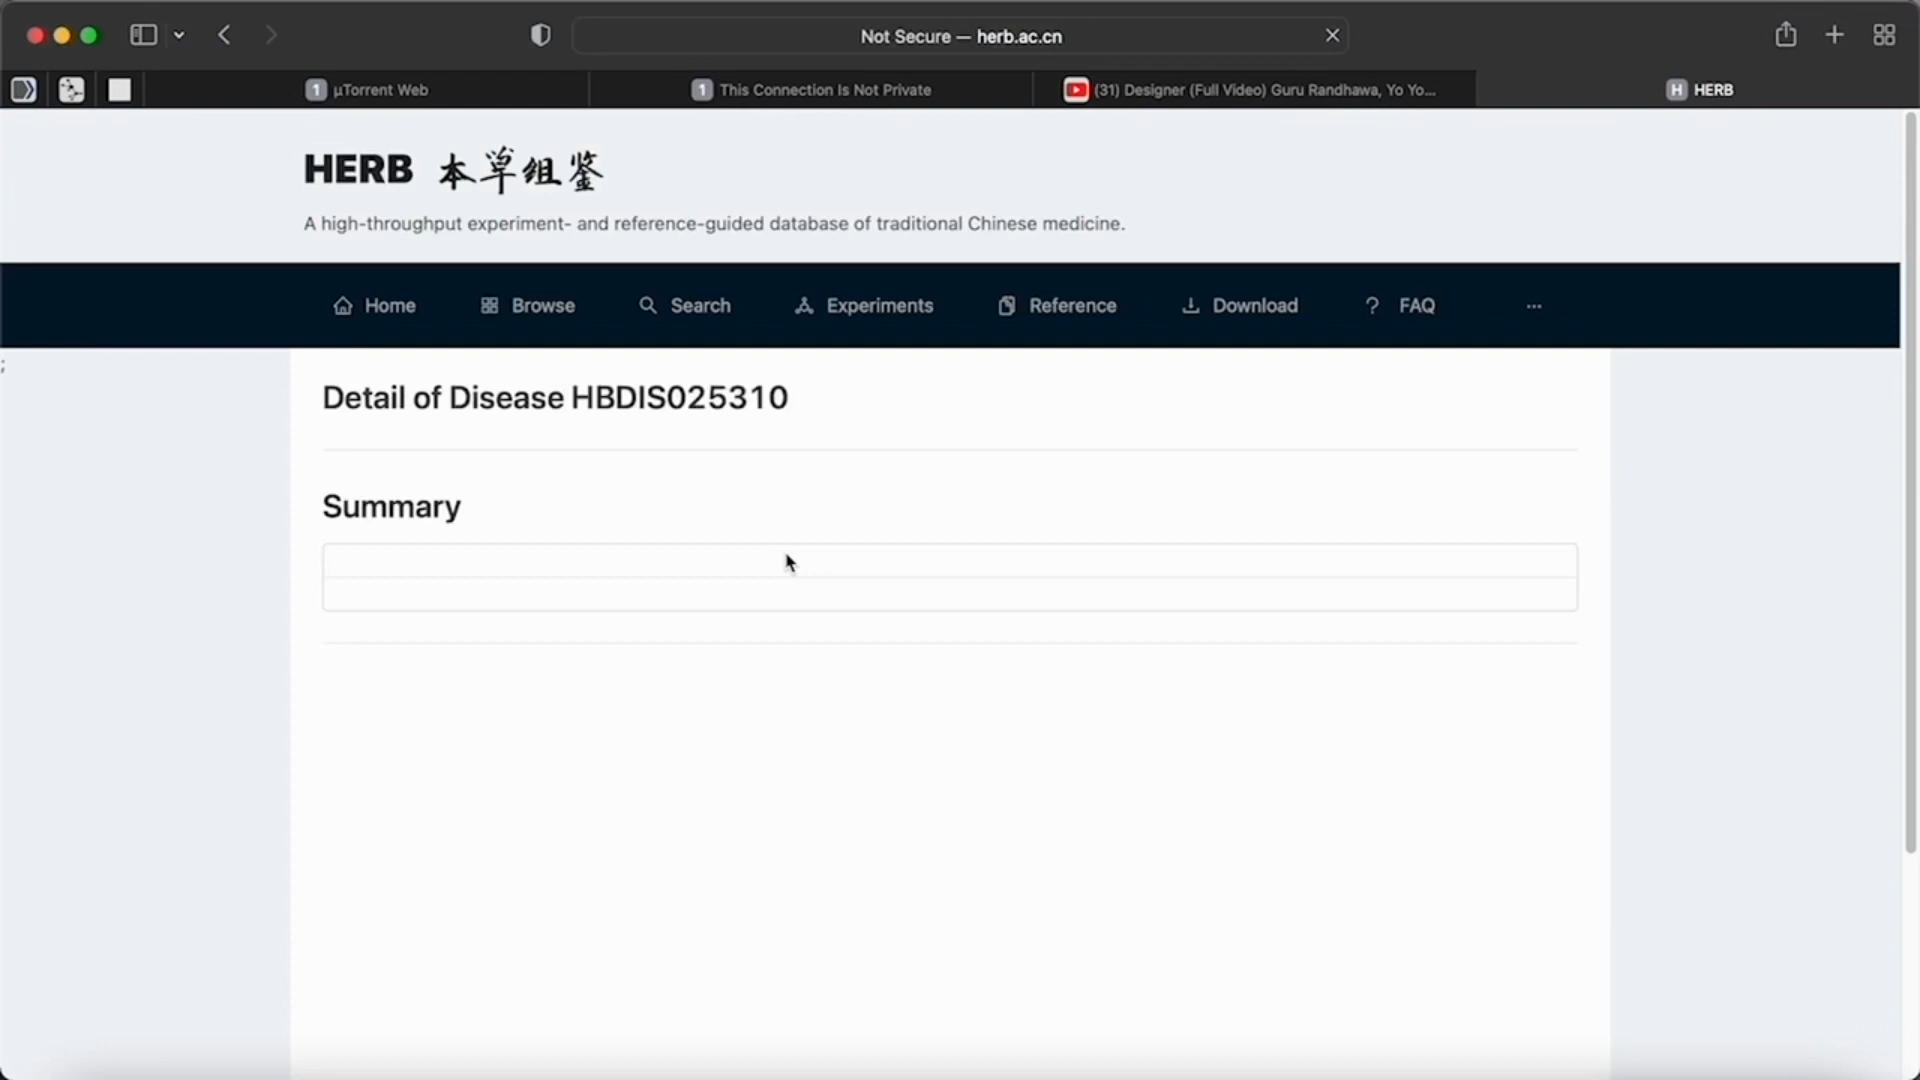 Not Secure — herb.ac.cn
1 µTorrent Web
1 This Connection Is Not Private
(31) Designer (Full Video) Guru Randhawa, Yo Yo...
H HERB
HERB 本草组鉴
A high-throughput experiment- and reference-guided database of traditional Chinese medicine.
Home
Browse
Search
Experiments
Reference
Download
? FAQ
...
;
Detail of Disease HBDIS025310
Summary